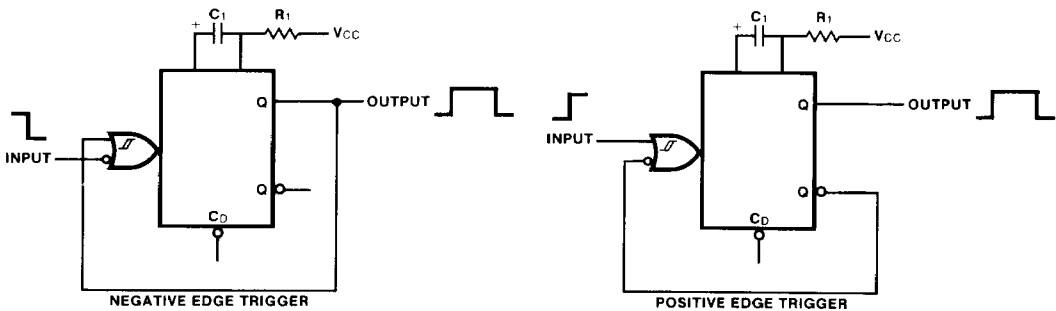 C1 R1
+
VCC
Q
OUTPUT
INPUT
Q
CD
NEGATIVE EDGE TRIGGER
C1 R1
+
VCC
Q
OUTPUT
INPUT
Q
CD
POSITIVE EDGE TRIGGER